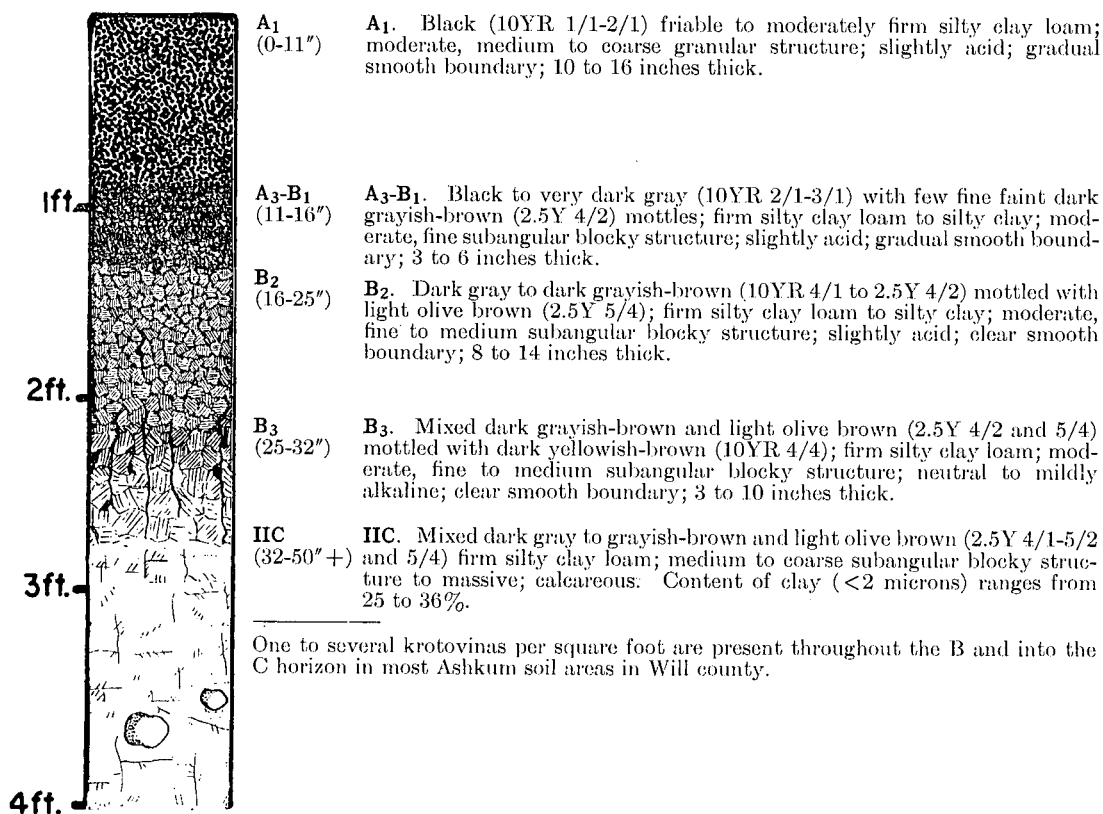 A1
(0-11")
A1. Black (10YR 1/1-2/1) friable to moderately firm silty clay loam;
moderate, medium to coarse granular structure; slightly acid; gradual
smooth boundary; 10 to 16 inches thick.
1ft.
A3-B1
(11-16")
A3-B1. Black to very dark gray (10YR 2/1-3/1) with few fine faint dark
grayish-brown (2.5Y 4/2) mottles; firm silty clay loam to silty clay; mod-
erate, fine subangular blocky structure; slightly acid; gradual smooth bound-
ary; 3 to 6 inches thick.
B2
(16-25")
B2. Dark gray to dark grayish-brown (10YR 4/1 to 2.5Y 4/2) mottled with
light olive brown (2.5Y 5/4); firm silty clay loam to silty clay; moderate,
fine to medium subangular blocky structure; slightly acid; clear smooth
boundary; 8 to 14 inches thick.
2ft.
B3
(25-32")
B3. Mixed dark grayish-brown and light olive brown (2.5Y 4/2 and 5/4)
mottled with dark yellowish-brown (10YR 4/4); firm silty clay loam; mod-
erate, fine to medium subangular blocky structure; neutral to mildly
alkaline; clear smooth boundary; 3 to 10 inches thick.
IIC
(32-50"+)
IIC. Mixed dark gray to grayish-brown and light olive brown (2.5Y 4/1-5/2
and 5/4) firm silty clay loam; medium to coarse subangular blocky struc-
ture to massive; calcareous. Content of clay (<2 microns) ranges from
25 to 36%.
3ft.
One to several krotovinas per square foot are present throughout the B and into the
C horizon in most Ashkum soil areas in Will county.
4ft.